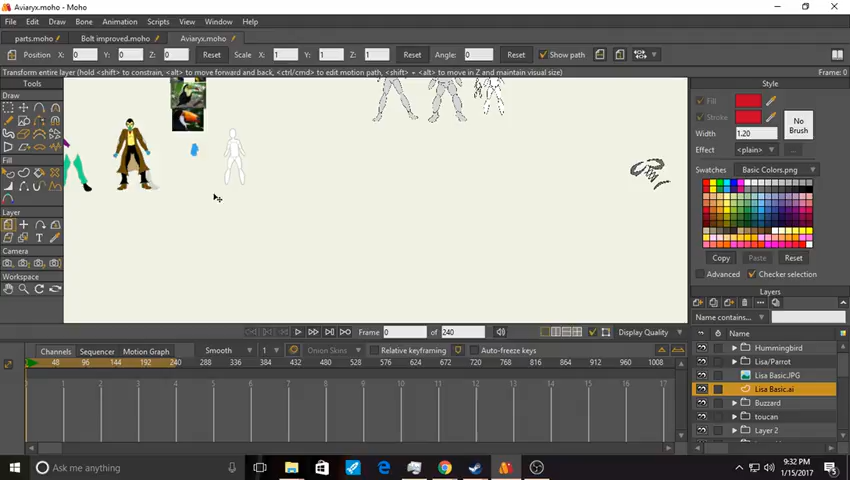 Aviaryx.moho - Moho
File Edit Draw Bones Animation Scripts View Window Help
parts.moho Bolt improved.moho Aviaryx.moho
Position X: 0 Y: 0 Z: 0 Reset Scale X: 1 Y: 1 Z: 1 Reset Angle: 0 Reset Show path
Transform entire layer (hold <shift> to constrain, <alt> to move forward and back, <ctrl/cmd> to edit motion path, <shift> + <alt> to move in Z and maintain visual size) Frame: 0
Tools
Draw
Fill
Layer
Camera
Workspace
Style
Fill
Stroke
No Brush
Width 1.20
Effect <plain> ...
Swatches Basic Colors.png
Copy Paste Reset
Advanced Checker selection
Layers
Name contains...
Name
Hummingbird
Lisa/Parrot
Lisa Basic.JPG
Lisa Basic.ai
Buzzard
toucan
Layer 2
Frame 0 of 240 Display Quality
Channels Sequencer Motion Graph Smooth 1 Onion Skins Relative keyframing Auto-freeze keys
48 96 144 192 240 288 336 384 432 480 528 576 624 672 720 768 816 864 912 960 1008
1 2 3 4 5 6 7 8 9 10 11 12 13 14 15 16 17
Ask me anything
9:32 PM
1/15/2017